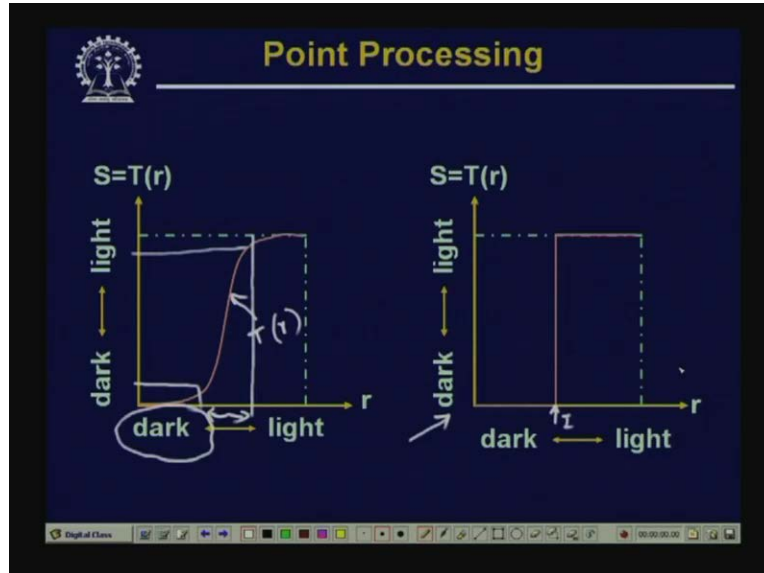 Point Processing
S=T(r)
light
dark
T(r)
r
dark
light
S=T(r)
light
dark
I
r
dark
light
Digital Class
00:00:00.00